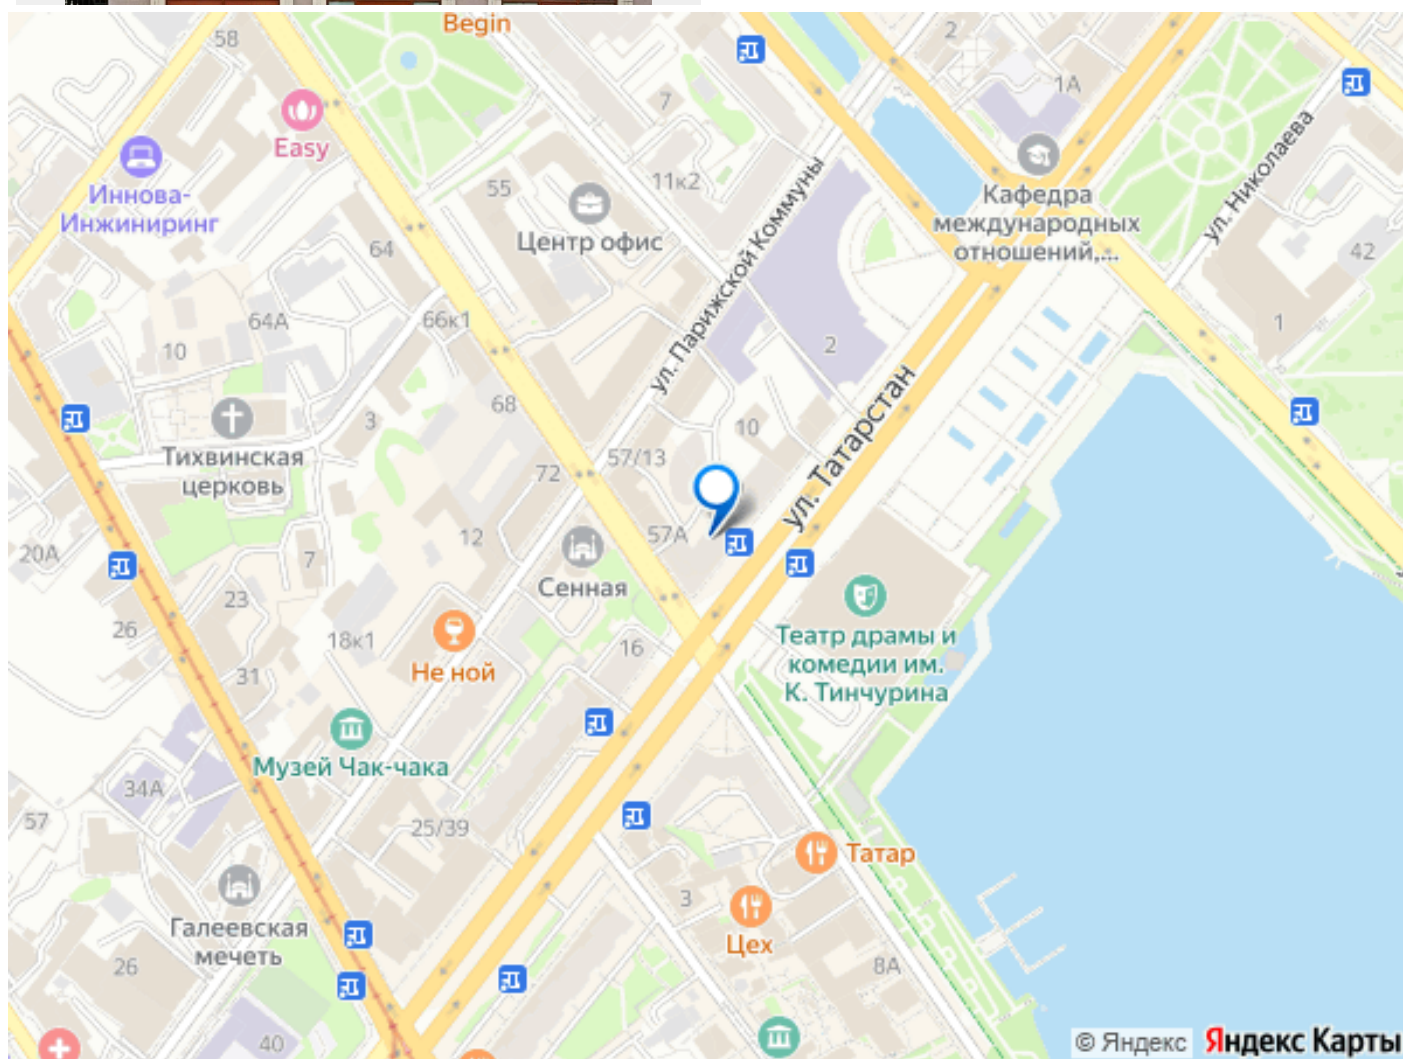 Begin
58
2
1А
7
Easy
ул. Николаева
Иннова-
Инжиниринг
55
11к2
Центр офис
ул. Парижской Коммуны
Кафедра
международных
отношений,...
64
42
64А
66к1
10
2
1
68
3
10
ул. Татарстан
Тихвинская
церковь
72
57/13
20А
12
57А
7
Сенная
23
26
18к1
16
Театр драмы и
комедии им.
К. Тинчурина
Не ной
31
Музей Чак-чака
34А
57
25/39
Татар
3
Цех
Галеевская
мечеть
26
8А
40
© Яндекс
Яндекс Карты